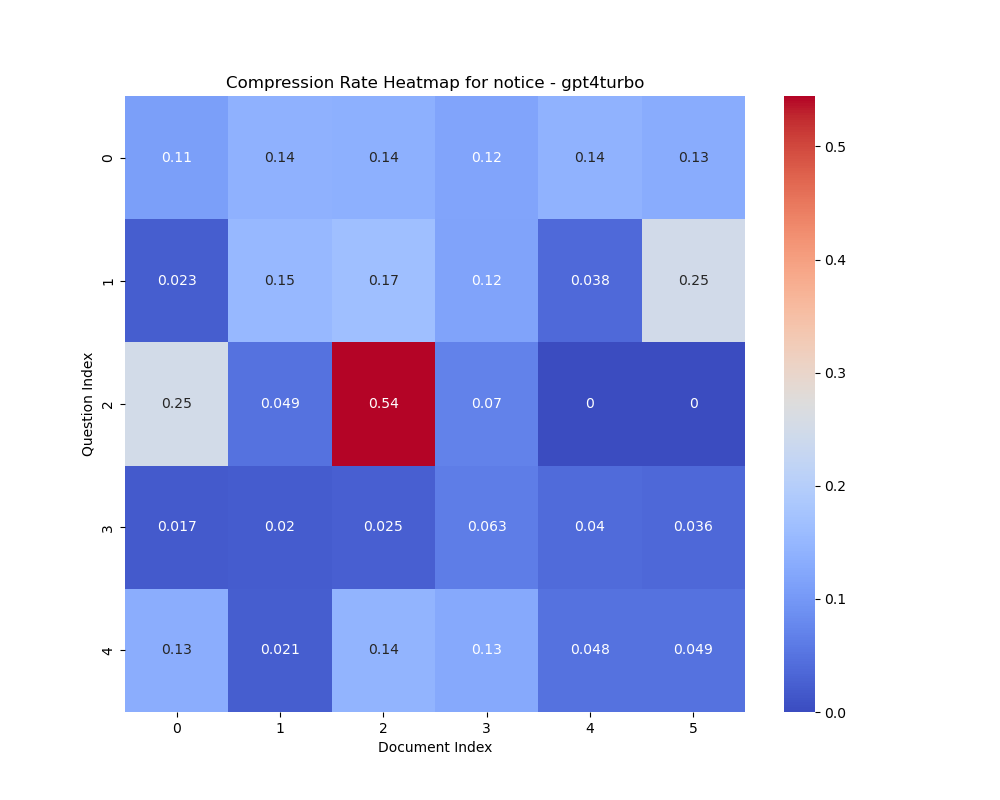 Compression Rate Heatmap for notice - gpt4turbo
0 0.11 0.14 0.14 0.12 0.14 0.13
1 0.023 0.15 0.17 0.12 0.038 0.25
2 0.25 0.049 0.54 0.07 0 0
3 0.017 0.02 0.025 0.063 0.04 0.036
4 0.13 0.021 0.14 0.13 0.048 0.049
Question Index
0 1 2 3 4 5
Document Index
0.5
0.4
0.3
0.2
0.1
0.0